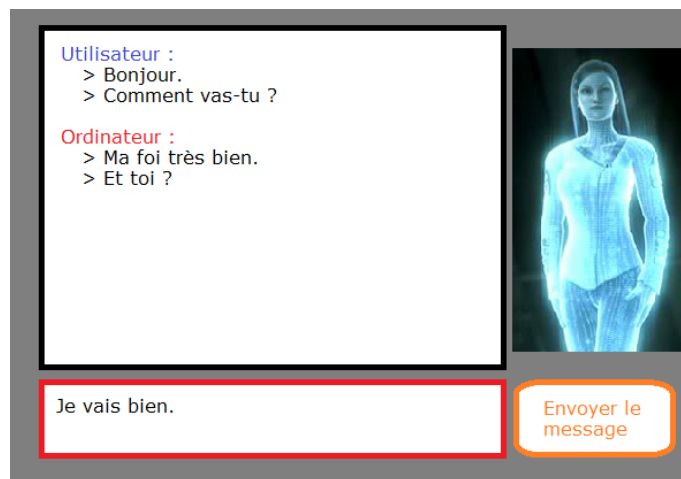 Utilisateur :
> Bonjour.
> Comment vas-tu ?
Ordinateur :
> Ma foi très bien.
> Et toi ?
Je vais bien.
Envoyer le
message